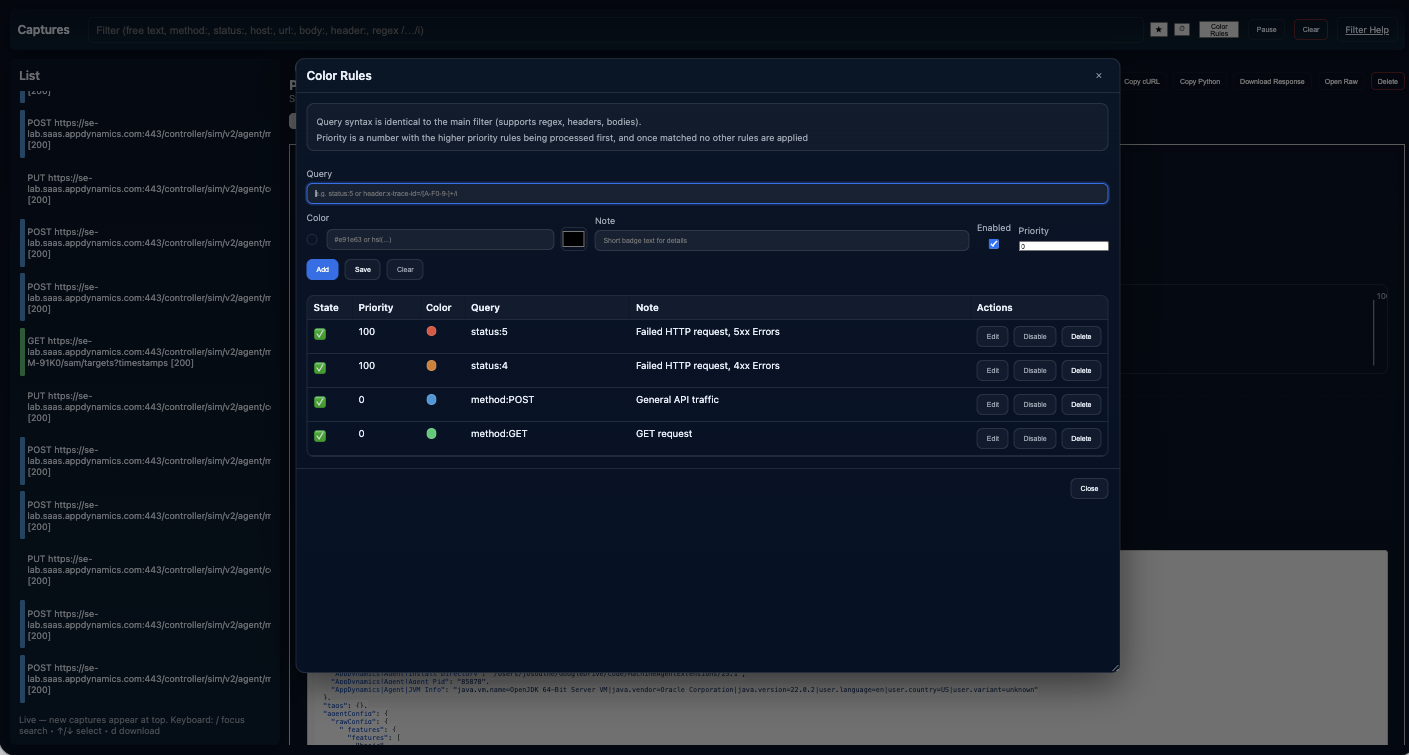 Captures
Filter (free text, method:, status:, host:, url:, body:, header:, regex /.../i)
★
Color Rules
Pause
Clear
Filter Help
List
[200]
POST https://se-
lab.saas.appdynamics.com:443/controller/sim/v2/agent/m
[200]
PUT https://se-
lab.saas.appdynamics.com:443/controller/sim/v2/agent/co
[200]
POST https://se-
lab.saas.appdynamics.com:443/controller/sim/v2/agent/m
[200]
POST https://se-
lab.saas.appdynamics.com:443/controller/sim/v2/agent/m
[200]
GET https://se-
lab.saas.appdynamics.com:443/controller/sim/v2/agent/m
M-91K0/sam/targets?timestamps [200]
PUT https://se-
lab.saas.appdynamics.com:443/controller/sim/v2/agent/co
[200]
POST https://se-
lab.saas.appdynamics.com:443/controller/sim/v2/agent/m
[200]
POST https://se-
lab.saas.appdynamics.com:443/controller/sim/v2/agent/m
[200]
PUT https://se-
lab.saas.appdynamics.com:443/controller/sim/v2/agent/co
[200]
POST https://se-
lab.saas.appdynamics.com:443/controller/sim/v2/agent/m
[200]
POST https://se-
lab.saas.appdynamics.com:443/controller/sim/v2/agent/m
[200]
Live — new captures appear at top. Keyboard: / focus
search • ↑/↓ select • d download
Copy cURL
Copy Python
Download Response
Open Raw
Delete
Color Rules
×
Query syntax is identical to the main filter (supports regex, headers, bodies).
Priority is a number with the higher priority rules being processed first, and once matched no other rules are applied
Query
e.g. status:5 or header:x-trace-id=/[A-F0-9-]+/i
Color
#e91e63 or hsl(...)
Note
Short badge text for details
Enabled
Priority
0
Add
Save
Clear
State Priority Color Query Note Actions
✅ 100 status:5 Failed HTTP request, 5xx Errors Edit Disable Delete
✅ 100 status:4 Failed HTTP request, 4xx Errors Edit Disable Delete
✅ 0 method:POST General API traffic Edit Disable Delete
✅ 0 method:GET GET request Edit Disable Delete
Close
"AppDynamics|Agent|Agent Pid": "85078",
"AppDynamics|Agent|JVM Info": "java.vm.name=OpenJDK 64-Bit Server VM|java.vendor=Oracle Corporation|java.version=22.0.2|user.language=en|user.country=US|user.variant=unknown"
},
"tags": {},
"agentConfig": {
"rawConfig": {
"_features": {
"features": [